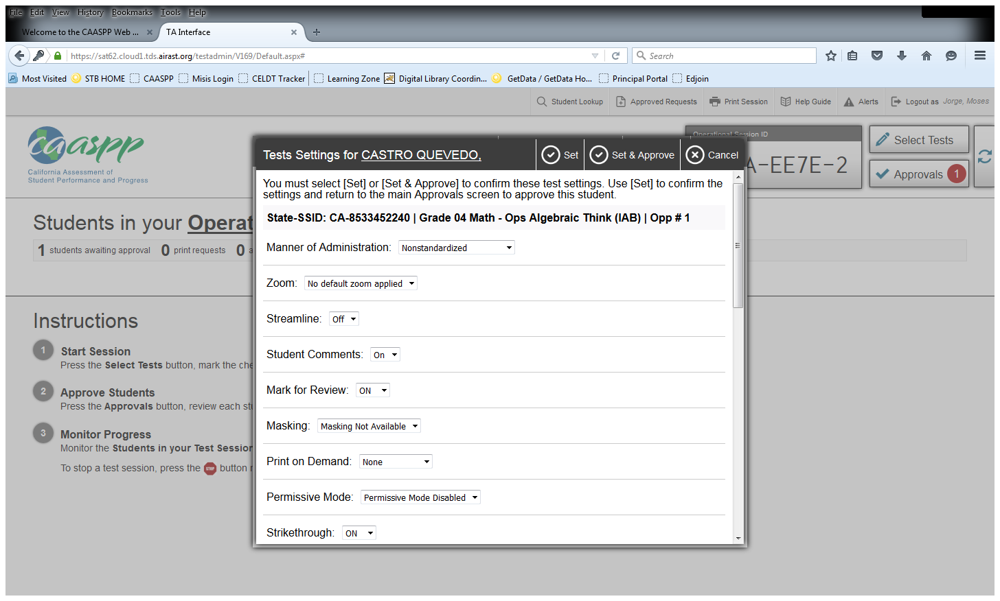 File Edit View History Bookmarks Tools Help
Welcome to the CAASPP Web ... × TA Interface × +
https://sat62.cloud1.tds.airast.org/testadmin/V169/Default.aspx# Search
Most Visited STB HOME CAASPP Misis Login CELDT Tracker Learning Zone Digital Library Coordin... GetData / GetData Ho... Principal Portal Edjoin
Student Lookup Approved Requests Print Session Help Guide Alerts Logout as Jorge, Moses
caaspp
California Assessment of
Student Performance and Progress
Operational Session ID
A-EE7E-2
Select Tests
Approvals 1
Students in your Operat
1 students awaiting approval 0 print requests 0
Instructions
1 Start Session
Press the Select Tests button, mark the che
2 Approve Students
Press the Approvals button, review each stu
3 Monitor Progress
Monitor the Students in your Test Session
To stop a test session, press the STOP button
Tests Settings for CASTRO QUEVEDO,
Set
Set & Approve
Cancel
You must select [Set] or [Set & Approve] to confirm these test settings. Use [Set] to confirm the
settings and return to the main Approvals screen to approve this student.
State-SSID: CA-8533452240 | Grade 04 Math - Ops Algebraic Think (IAB) | Opp # 1
Manner of Administration: Nonstandardized
Zoom: No default zoom applied
Streamline: Off
Student Comments: On
Mark for Review: ON
Masking: Masking Not Available
Print on Demand: None
Permissive Mode: Permissive Mode Disabled
Strikethrough: ON